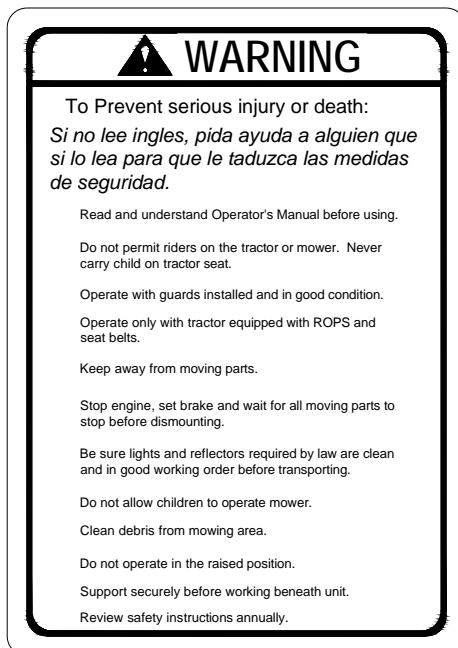 WARNING
To Prevent serious injury or death:
Si no lee ingles, pida ayuda a alguien que
si lo lea para que le taduzca las medidas
de seguridad.
Read and understand Operator's Manual before using.
Do not permit riders on the tractor or mower.  Never
carry child on tractor seat.
Operate with guards installed and in good condition.
Operate only with tractor equipped with ROPS and
seat belts.
Keep away from moving parts.
Stop engine, set brake and wait for all moving parts to
stop before dismounting.
Be sure lights and reflectors required by law are clean
and in good working order before transporting.
Do not allow children to operate mower.
Clean debris from mowing area.
Do not operate in the raised position.
Support securely before working beneath unit.
Review safety instructions annually.